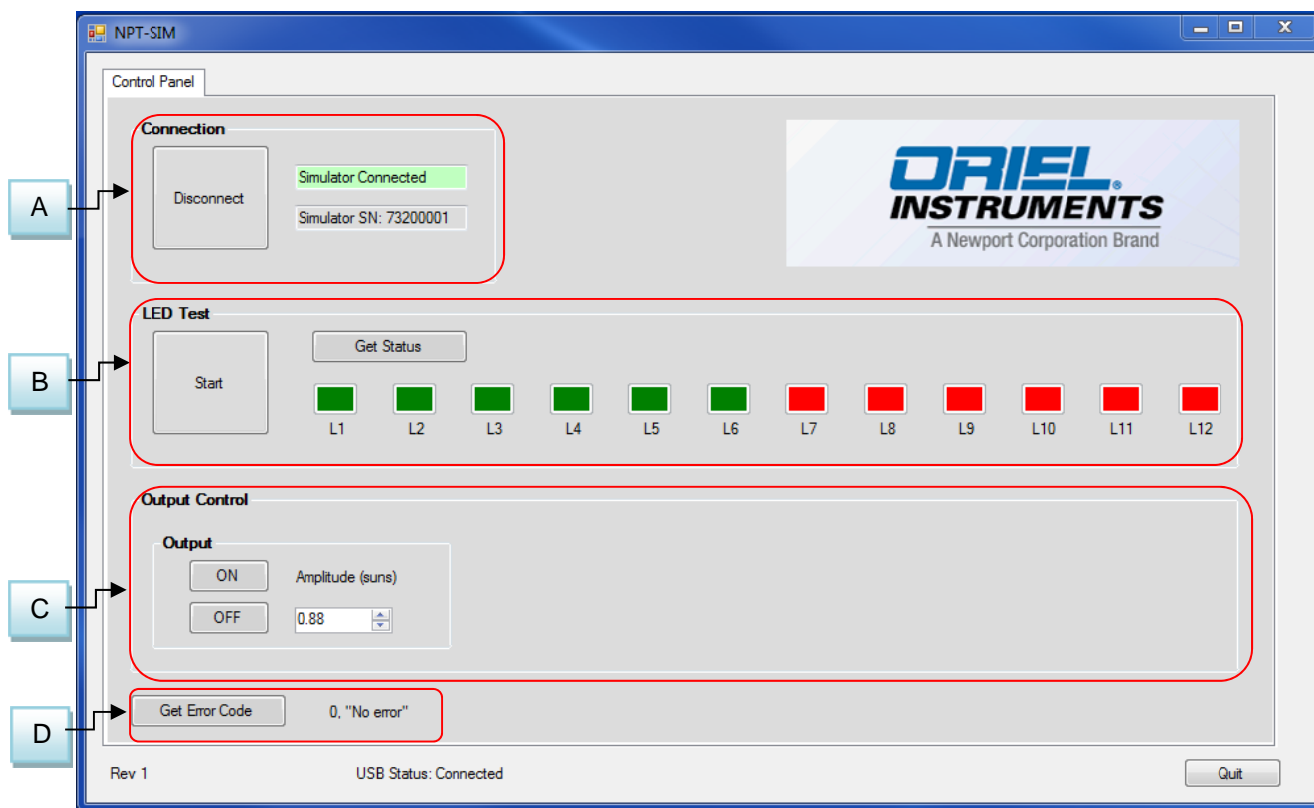 NPT-SIM
Control Panel
Connection
Disconnect
Simulator Connected
Simulator SN: 73200001
ORIEL®
INSTRUMENTS
A Newport Corporation Brand
A
LED Test
Start
Get Status
L1 L2 L3 L4 L5 L6 L7 L8 L9 L10 L11 L12
B
Output Control
Output
ON Amplitude (suns)
OFF 0.88
C
Get Error Code 0, "No error"
D
Rev 1 USB Status: Connected Quit